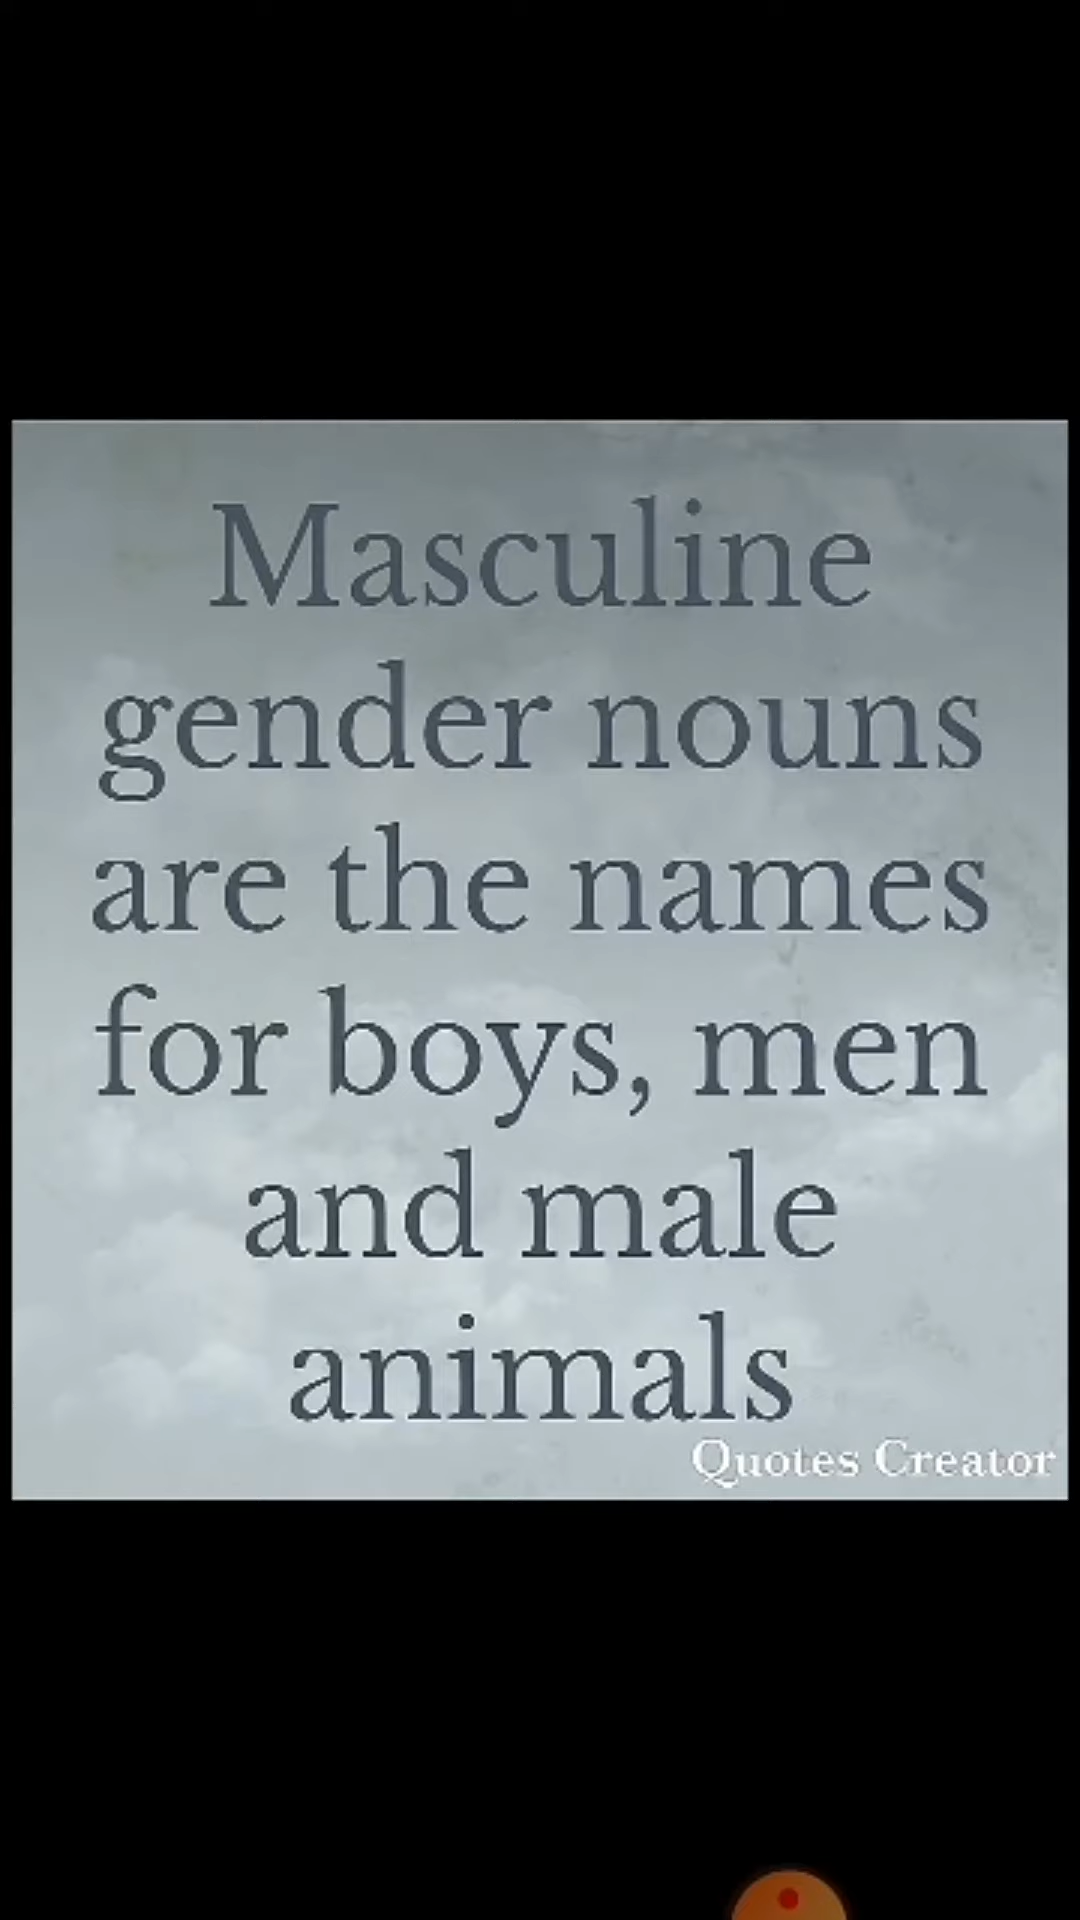 Masculine
gender nouns
are the names
for boys, men
and male
animals
Quotes Creator